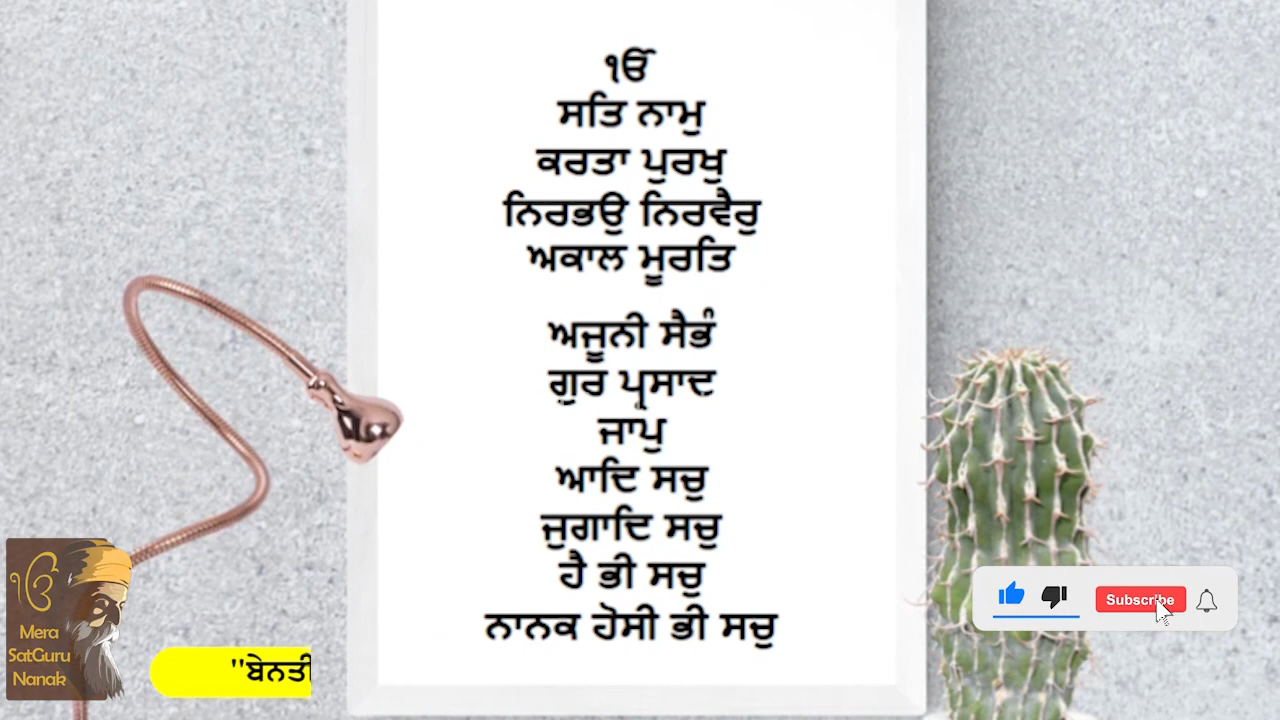 ੴ
ਸਤਿ ਨਾਮੁ
ਕਰਤਾ ਪੁਰਖੁ
ਨਿਰਭਉ ਨਿਰਵੈਰੁ
ਅਕਾਲ ਮੂਰਤਿ
ਅਜੂਨੀ ਸੈਭੰ
ਗੁਰ ਪ੍ਰਸਾਦ
ਜਾਪੁ
ਆਦਿ ਸਚੁ
ਜੁਗਾਦਿ ਸਚੁ
ਹੈ ਭੀ ਸਚੁ
ਨਾਨਕ ਹੋਸੀ ਭੀ ਸਚੁ
ੴ
Mera
SatGuru
Nanak
"ਬੇਨਤੀ
Subscribe